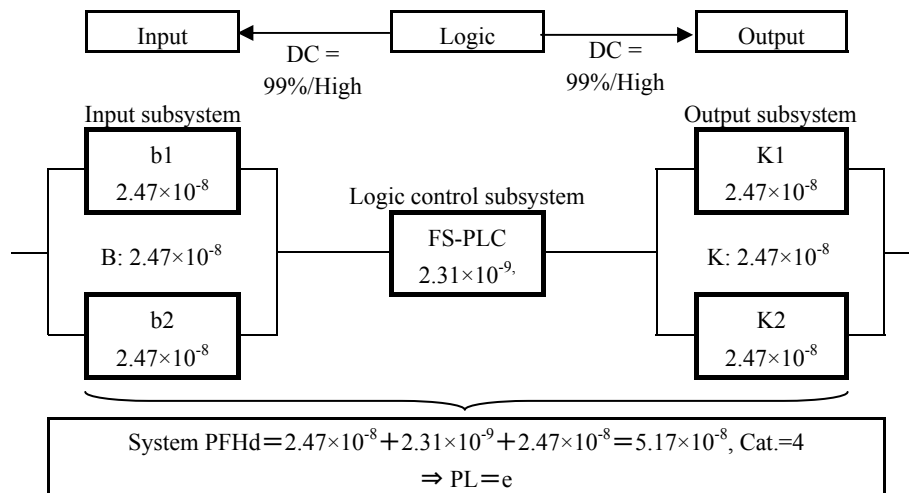 Input
Logic
Output
DC =
99%/High
DC =
99%/High
Input subsystem
Output subsystem
b1
2.47×10⁻⁸
K1
2.47×10⁻⁸
Logic control subsystem
FS-PLC
2.31×10⁻⁹,
B: 2.47×10⁻⁸
K: 2.47×10⁻⁸
b2
2.47×10⁻⁸
K2
2.47×10⁻⁸
System PFHd=2.47×10⁻⁸+2.31×10⁻⁹+2.47×10⁻⁸=5.17×10⁻⁸, Cat.=4
⇒ PL=e